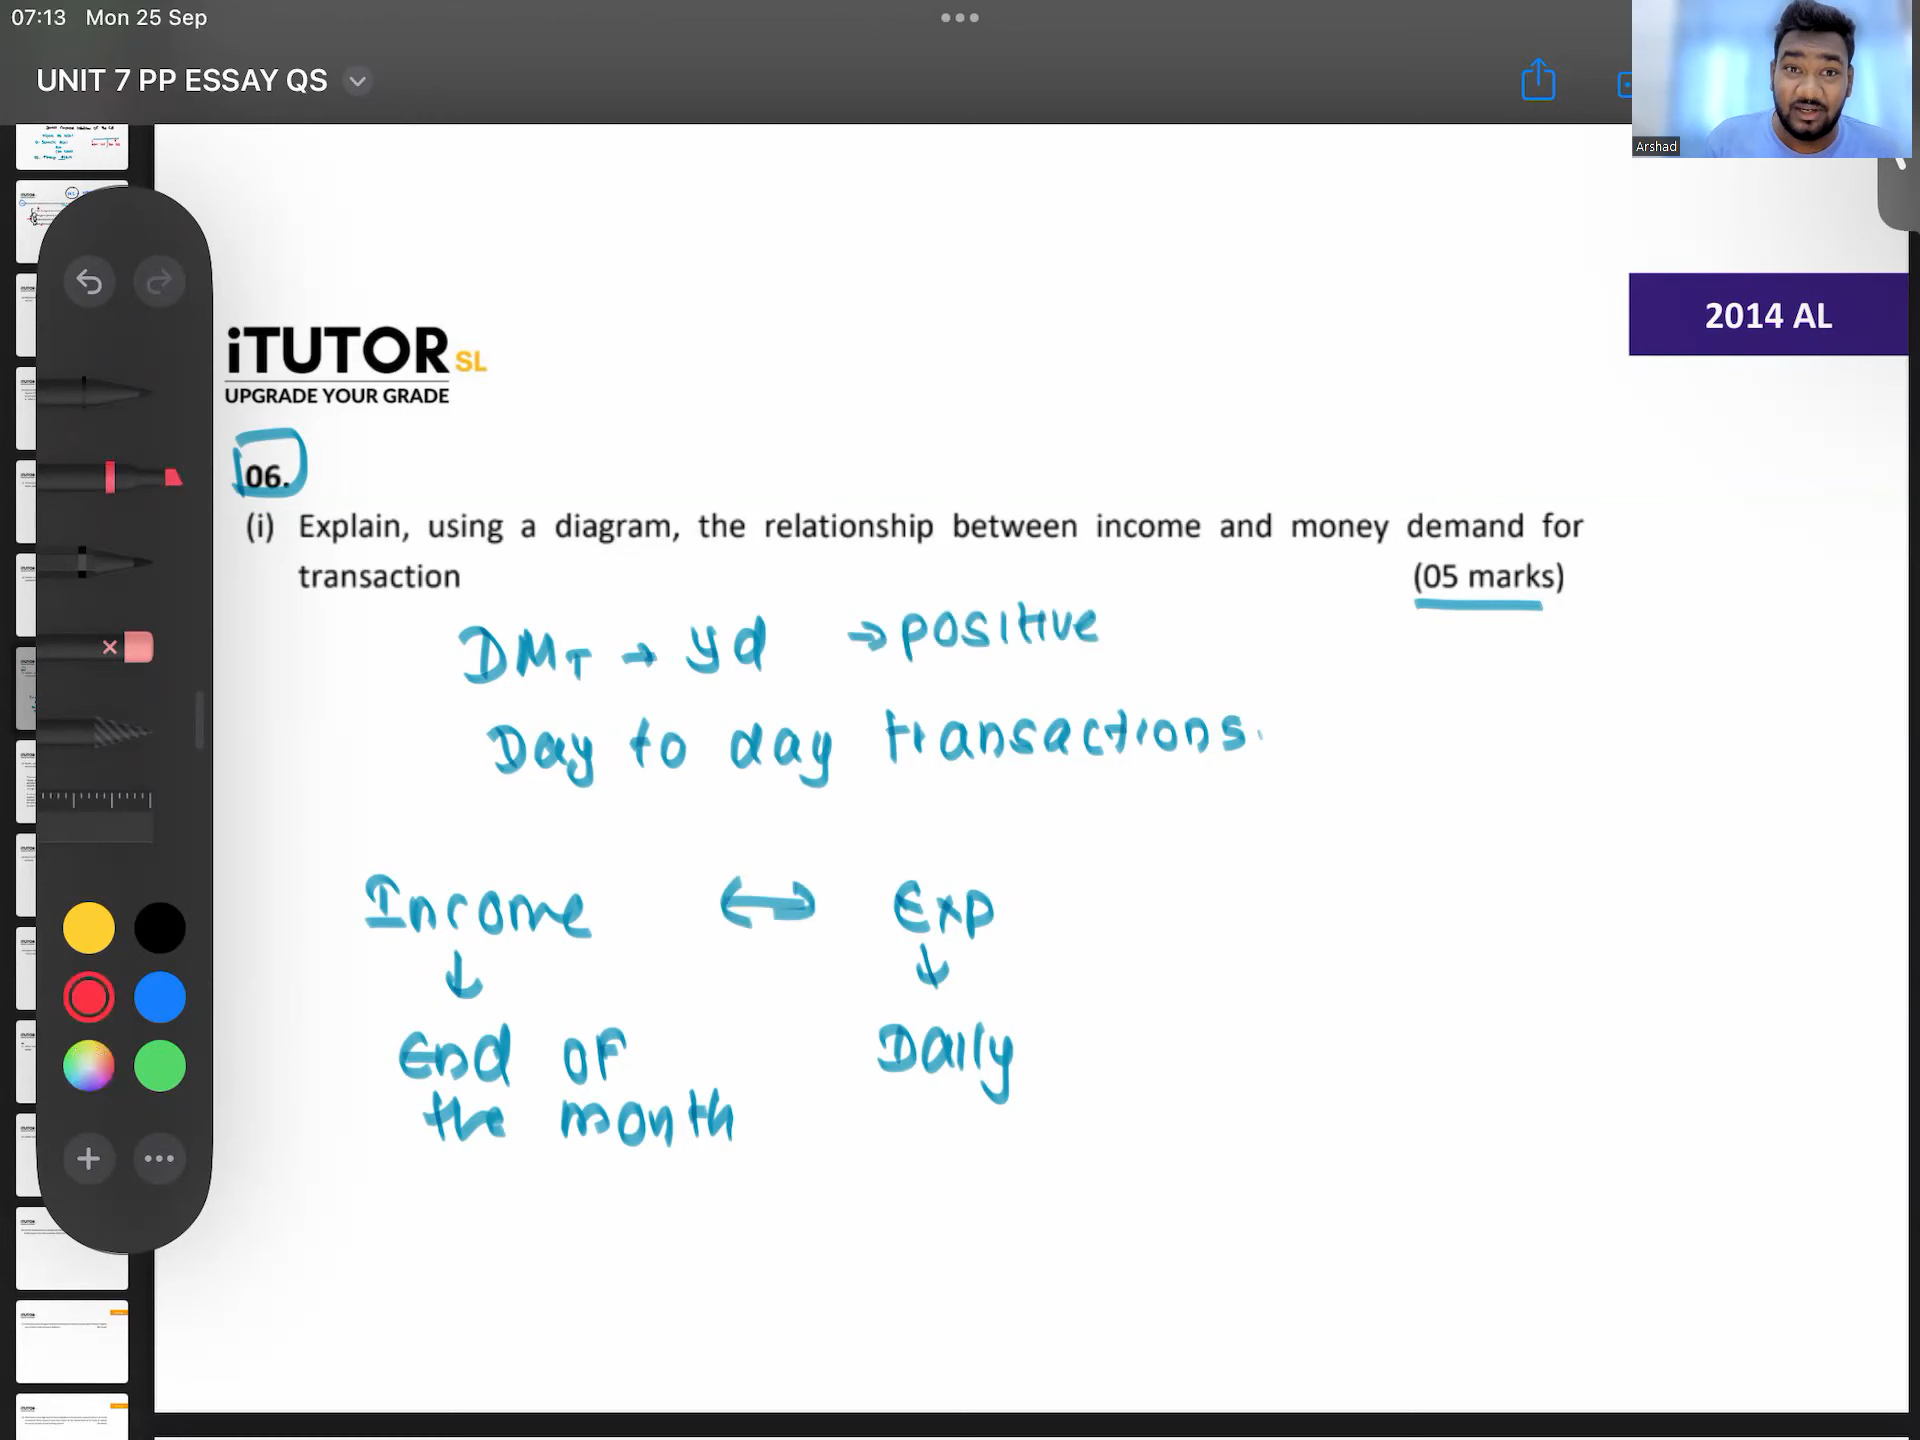 07:13 Mon 25 Sep
UNIT 7 PP ESSAY QS
Arshad
2014 AL
iTUTOR SL
UPGRADE YOUR GRADE
06.
(i) Explain, using a diagram, the relationship between income and money demand for
transaction (05 marks)
DMT → yd → positive
Day to day transactions.
Income ↔ Exp
↓ ↓
End of Daily
the month